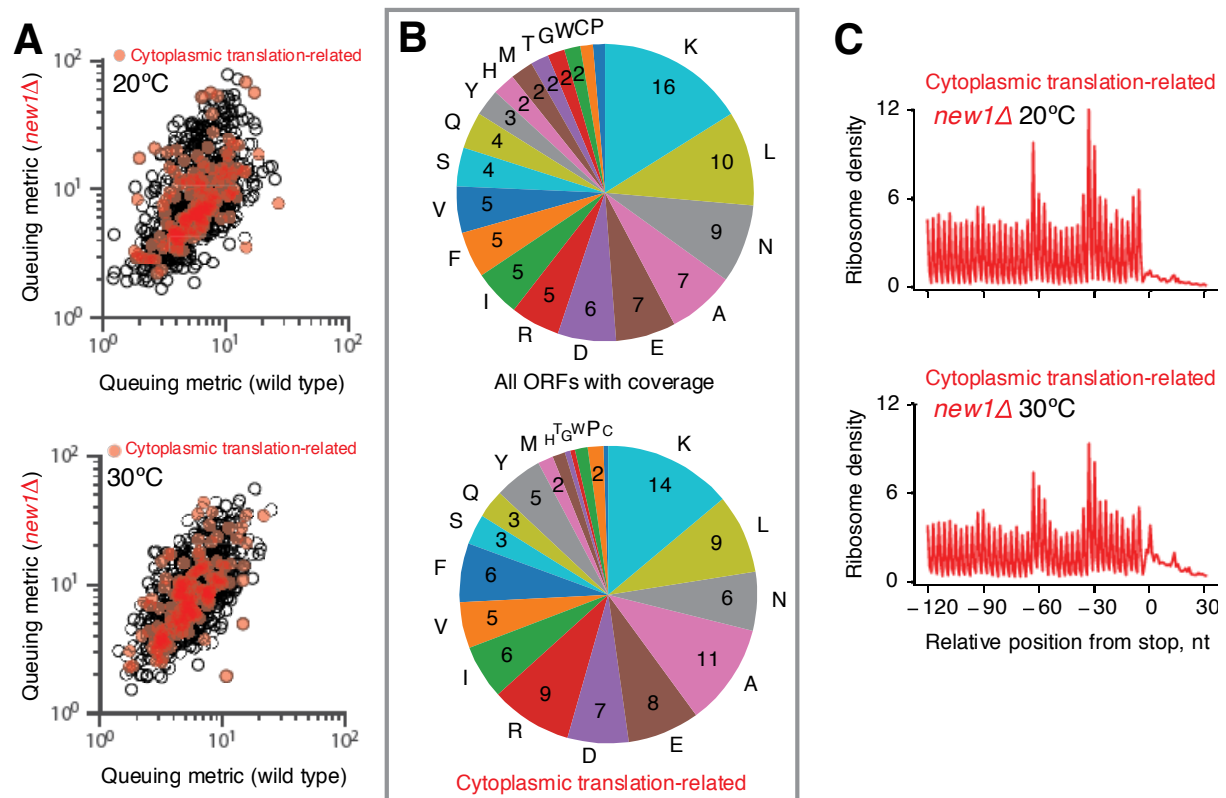 A
Cytoplasmic translation-related
20ºC
Queuing metric (new1Δ)
10²
10¹
10⁰
10⁰ 10¹ 10²
Queuing metric (wild type)
Cytoplasmic translation-related
30ºC
Queuing metric (new1Δ)
10²
10¹
10⁰
10⁰ 10¹ 10²
Queuing metric (wild type)
B
K
L
N
A
E
D
R
I
F
V
S
Q
Y
H
M
T
G
W
C
P
16
10
9
7
7
6
5
5
5
5
4
4
3
2
2
2
2
2
All ORFs with coverage
K
L
N
A
E
D
R
I
V
F
S
Q
Y
M
H
T
G
W
P
C
14
9
6
11
8
7
9
6
5
6
3
3
5
2
2
Cytoplasmic translation-related
C
Cytoplasmic translation-related
new1Δ 20ºC
Ribosome density
12
6
0
Cytoplasmic translation-related
new1Δ 30ºC
Ribosome density
12
6
0
−120 −90 −60 −30 0 30
Relative position from stop, nt